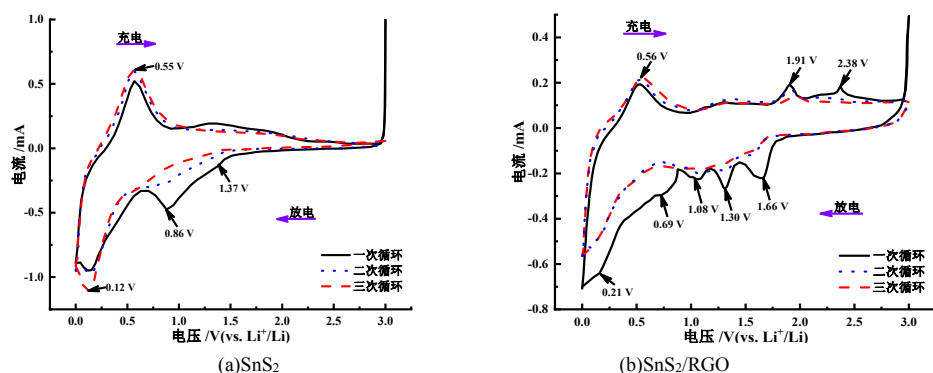 1.0
0.5
0.0
-0.5
-1.0
电流 /mA
充电
0.55 V
1.37 V
0.86 V
0.12 V
放电
一次循环
二次循环
三次循环
0.0 0.5 1.0 1.5 2.0 2.5 3.0
电压 /V(vs. Li⁺/Li)
(a)SnS₂
0.4
0.2
0.0
-0.2
-0.4
-0.6
-0.8
电流 /mA
充电
0.56 V
1.91 V
2.38 V
1.66 V
1.30 V
1.08 V
0.69 V
0.21 V
放电
一次循环
二次循环
三次循环
0.0 0.5 1.0 1.5 2.0 2.5 3.0
电压 /V(vs. Li⁺/Li)
(b)SnS₂/RGO